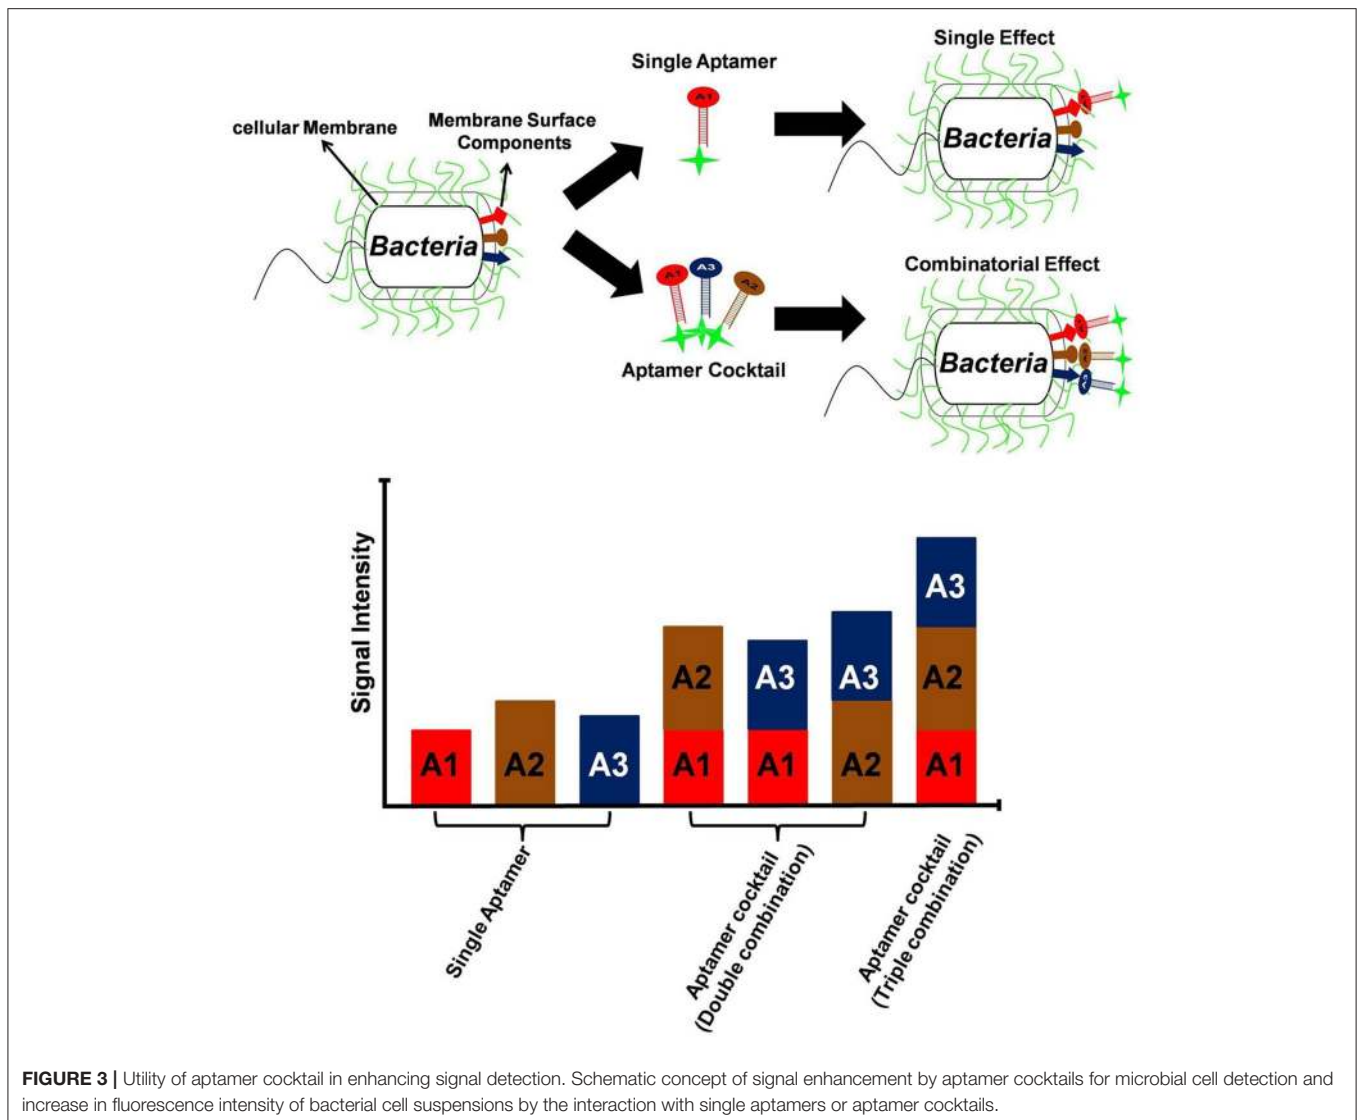 Single Effect
Single Aptamer
A1
cellular Membrane
Membrane Surface
Components
Bacteria
Bacteria
Combinatorial Effect
A1
A3
A2
Aptamer Cocktail
Bacteria
Signal Intensity
A1
A2
A3
A2
A1
A3
A1
A3
A2
A3
A2
A1
Single Aptamer
Aptamer cocktail
(Double combination)
Aptamer cocktail
(Triple combination)
FIGURE 3 | Utility of aptamer cocktail in enhancing signal detection. Schematic concept of signal enhancement by aptamer cocktails for microbial cell detection and
increase in fluorescence intensity of bacterial cell suspensions by the interaction with single aptamers or aptamer cocktails.